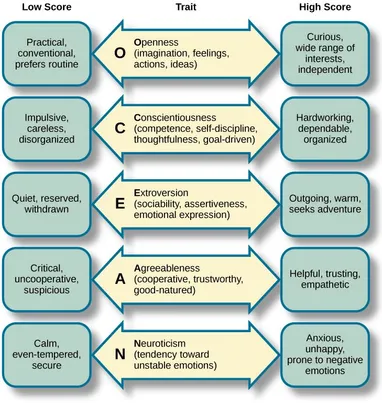 Low Score
Trait
High Score
Practical,
conventional,
prefers routine
O
Openness
(imagination, feelings,
actions, ideas)
Curious,
wide range of
interests,
independent
Impulsive,
careless,
disorganized
C
Conscientiousness
(competence, self-discipline,
thoughtfulness, goal-driven)
Hardworking,
dependable,
organized
Quiet, reserved,
withdrawn
E
Extroversion
(sociability, assertiveness,
emotional expression)
Outgoing, warm,
seeks adventure
Critical,
uncooperative,
suspicious
A
Agreeableness
(cooperative, trustworthy,
good-natured)
Helpful, trusting,
empathetic
Calm,
even-tempered,
secure
N
Neuroticism
(tendency toward
unstable emotions)
Anxious,
unhappy,
prone to negative
emotions